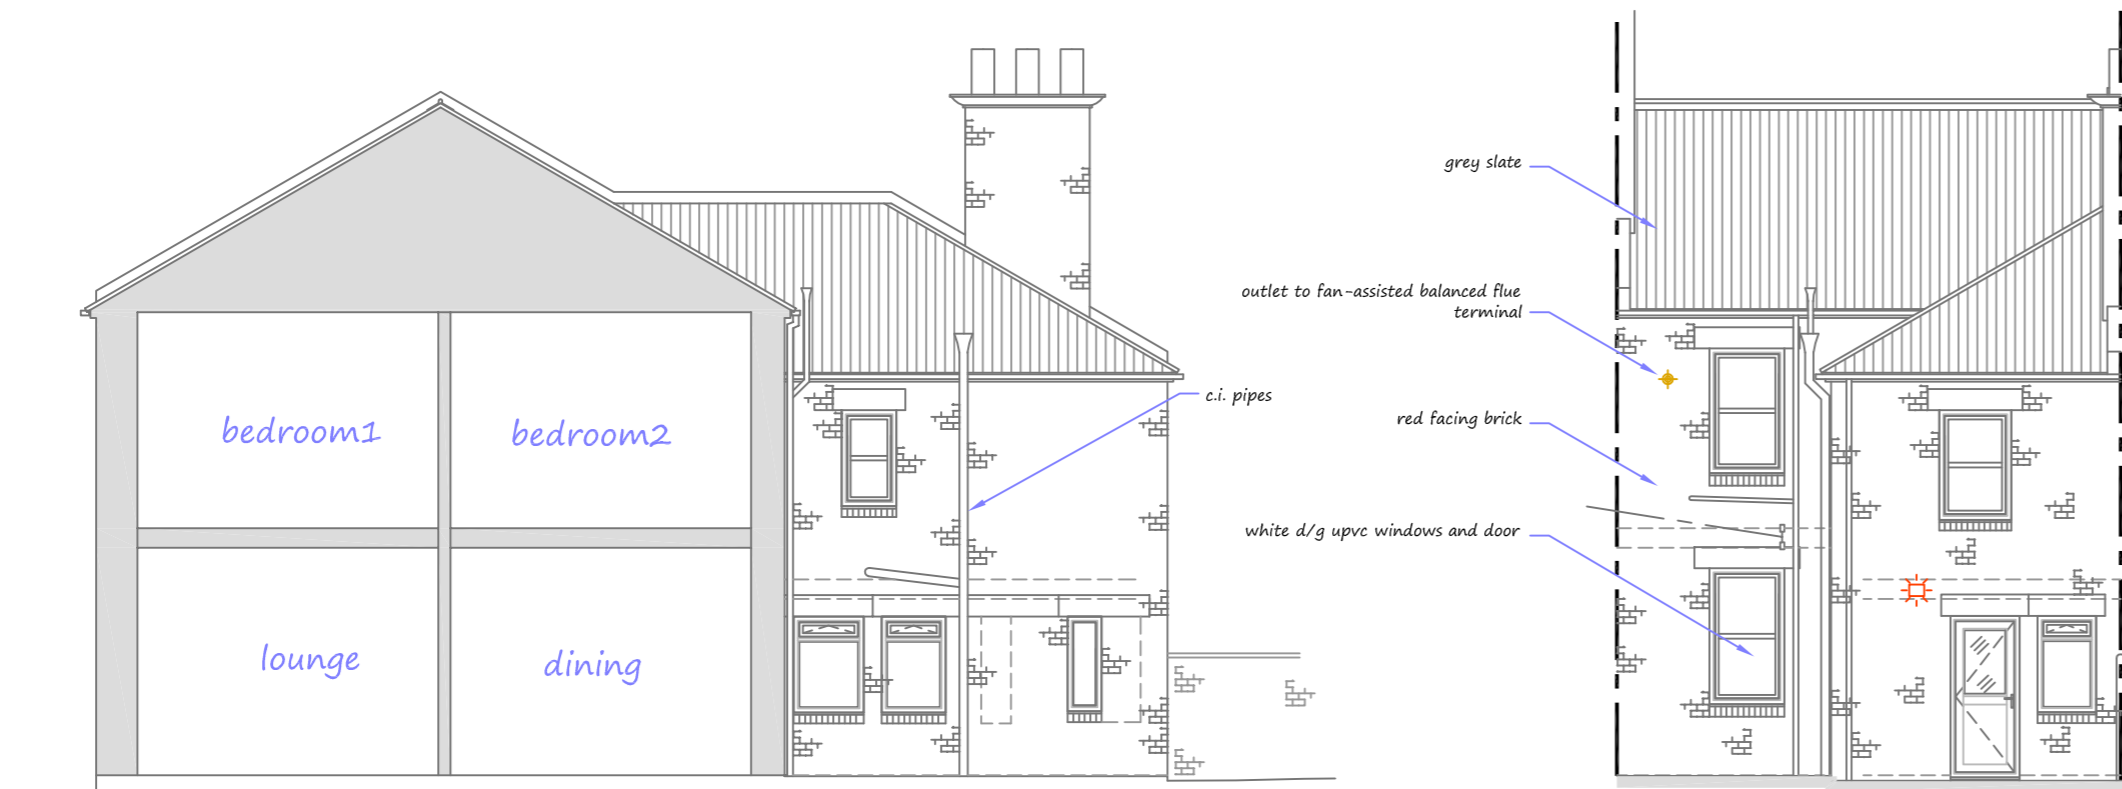 grey slate
outlet to fan-assisted balanced flue
terminal
c.i. pipes
red facing brick
bedroom1
bedroom2
white d/g upvc windows and door
lounge
dining